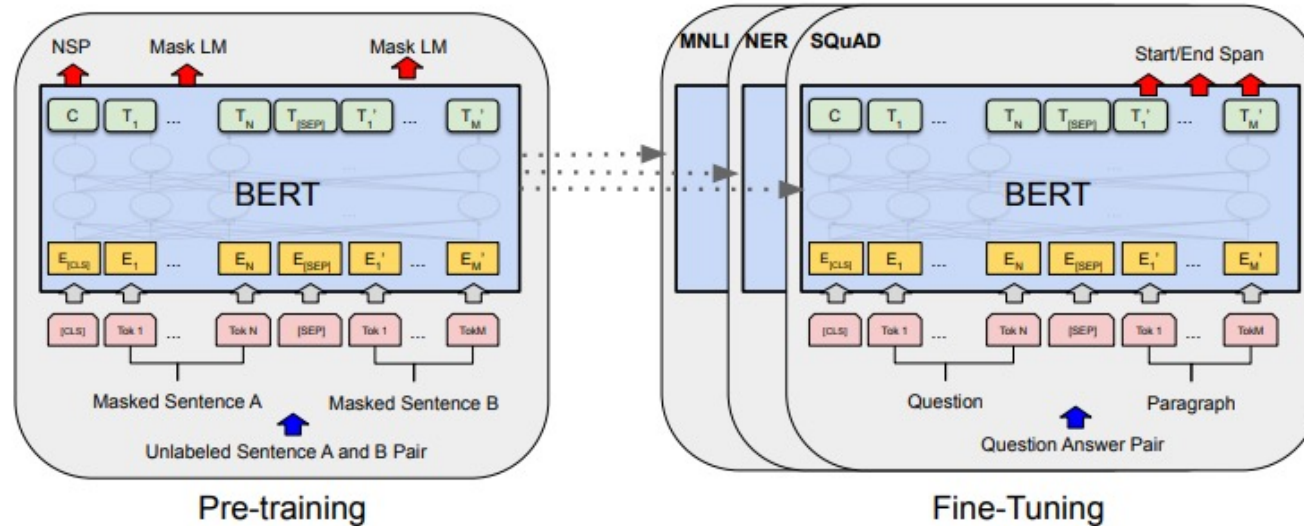 NSP Mask LM Mask LM
C T1 ... TN T[SEP] T1' ... TM'
BERT
E[CLS] E1 ... EN E[SEP] E1' ... EM'
[CLS] Tok 1 ... Tok N [SEP] Tok 1 ... TokM
Masked Sentence A Masked Sentence B
Unlabeled Sentence A and B Pair
Pre-training
MNLI NER SQuAD
Start/End Span
C T1 ... TN T[SEP] T1' ... TM'
BERT
E[CLS] E1 ... EN E[SEP] E1' ... EM'
[CLS] Tok 1 ... Tok N [SEP] Tok 1 ... TokM
Question Paragraph
Question Answer Pair
Fine-Tuning